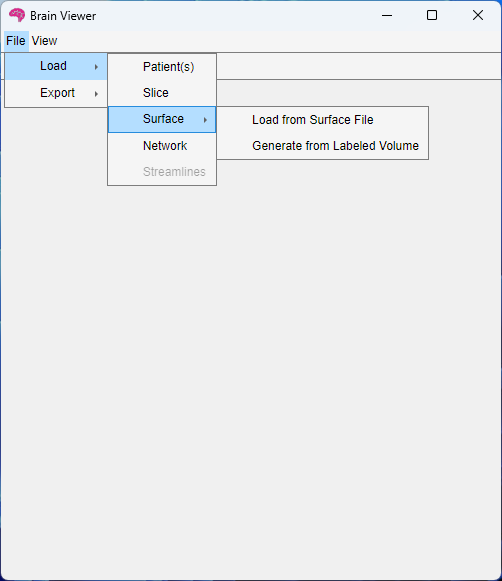 Brain Viewer
File View
Load
Export
Patient(s)
Slice
Surface
Network
Streamlines
Load from Surface File
Generate from Labeled Volume